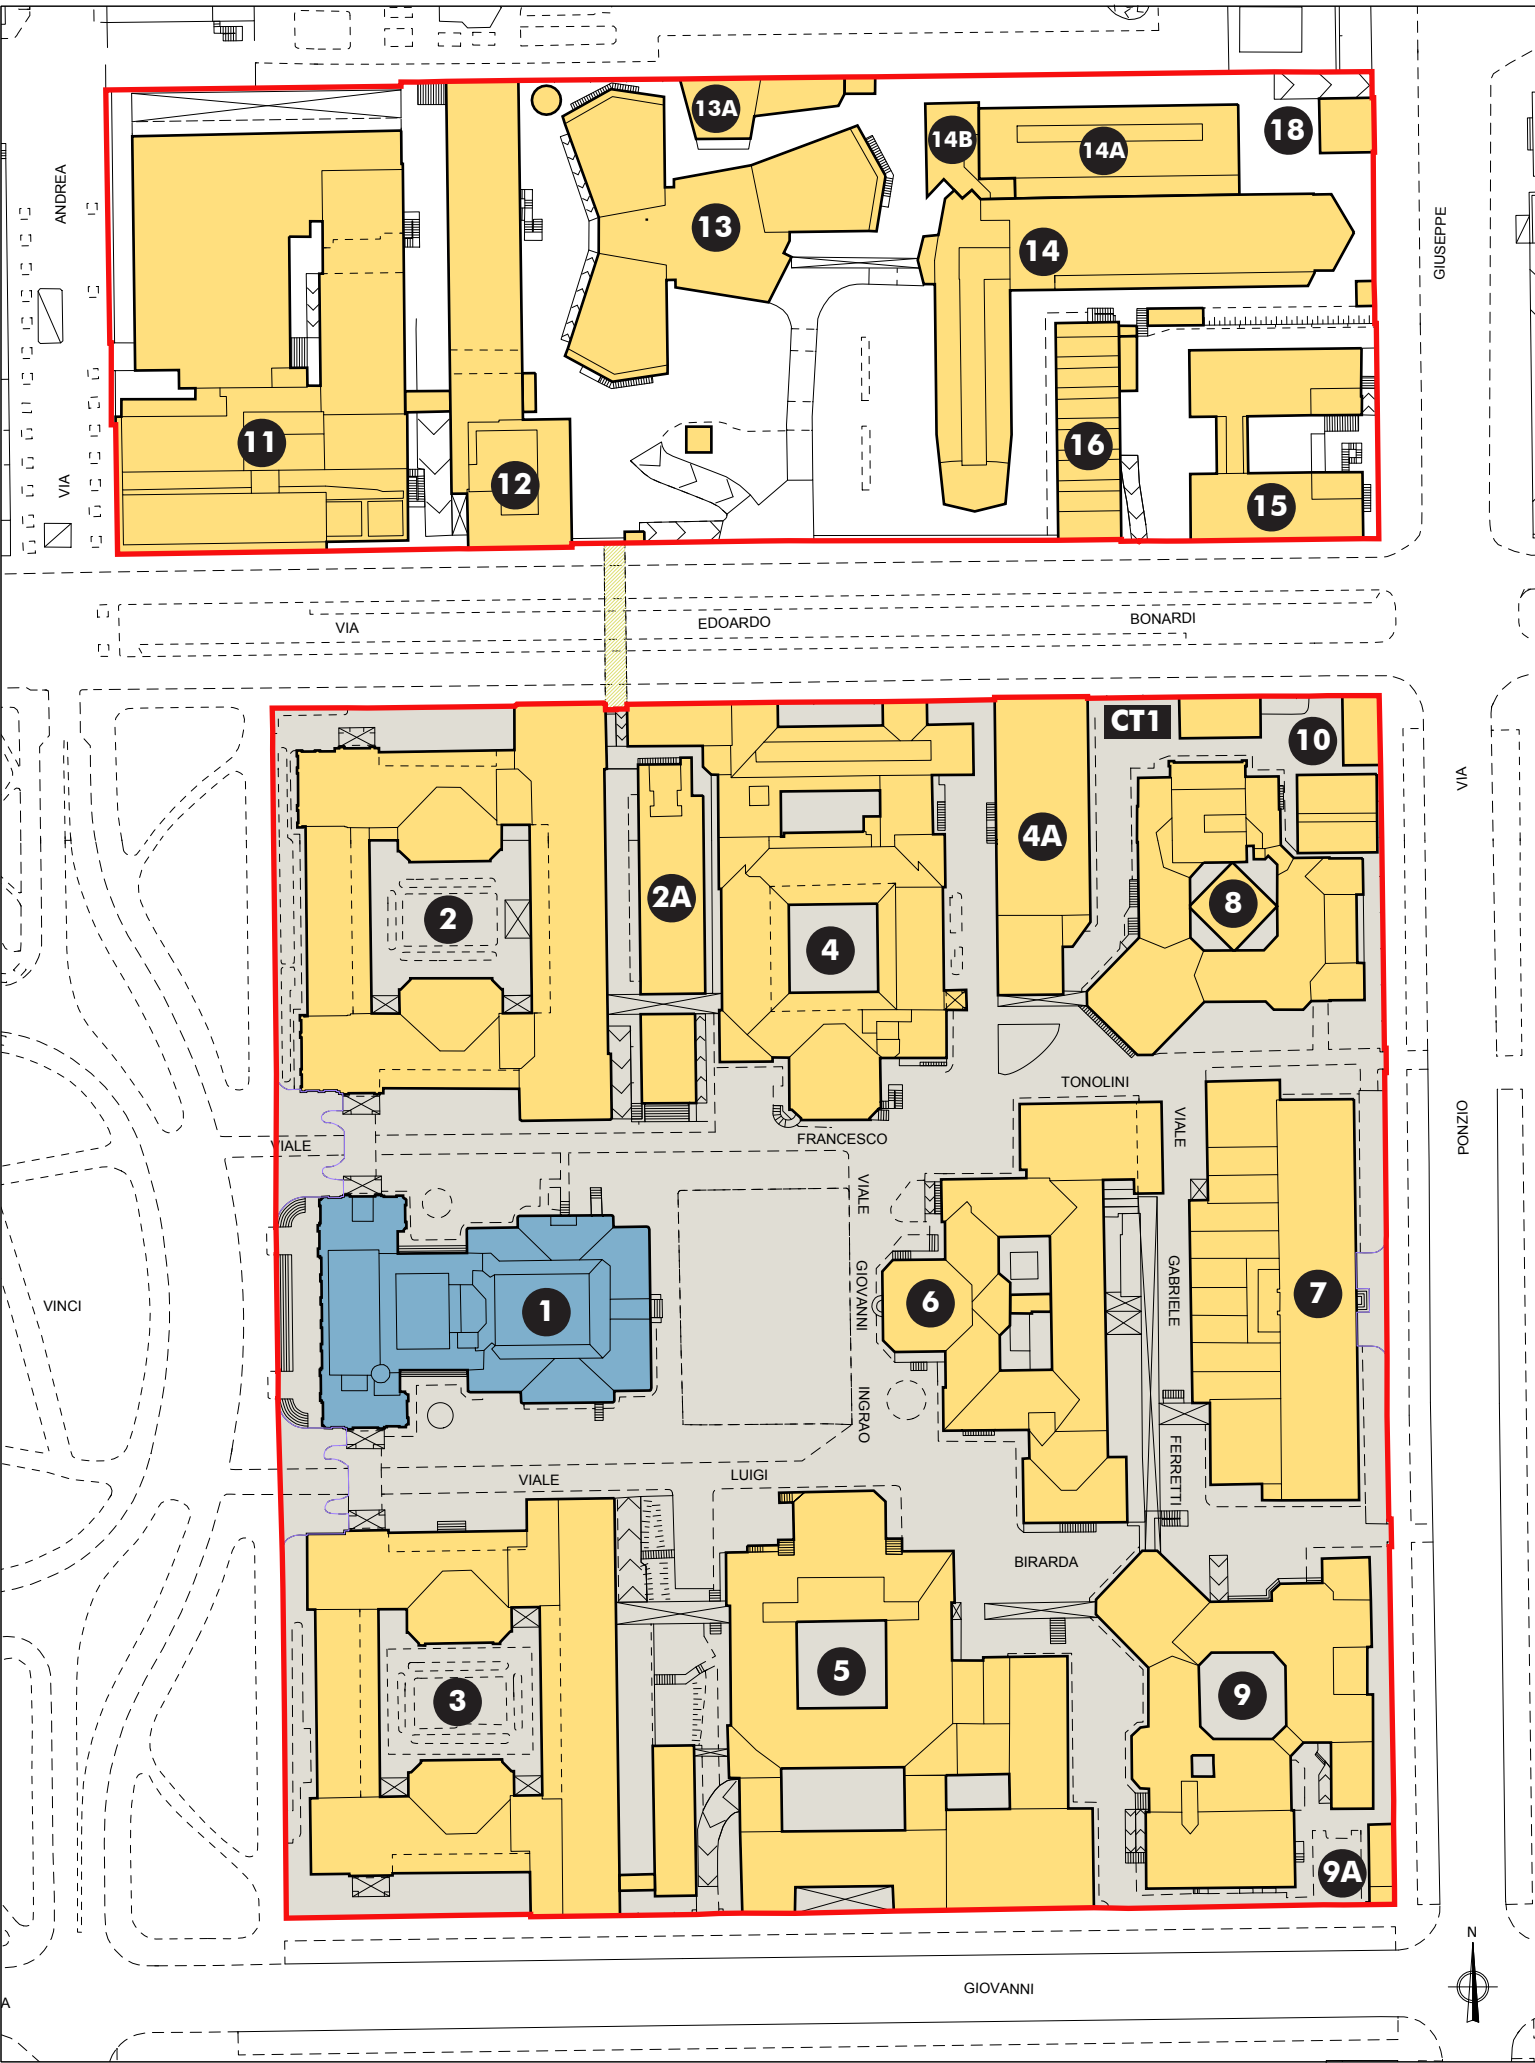 13A
14B
14A
18
ANDREA
13
14
GIUSEPPE
11
16
12
VIA
15
VIA
EDOARDO
BONARDI
CT1
10
VIA
4A
2A
8
2
4
TONOLINI
PONZIO
VIALE
FRANCESCO
VIALE
VIALE
VINCI
GIOVANNI
6
GABRIELE
7
1
INGRAO
FERRETTI
VIALE
LUIGI
BIRARDA
5
9
3
9A
N
GIOVANNI
A